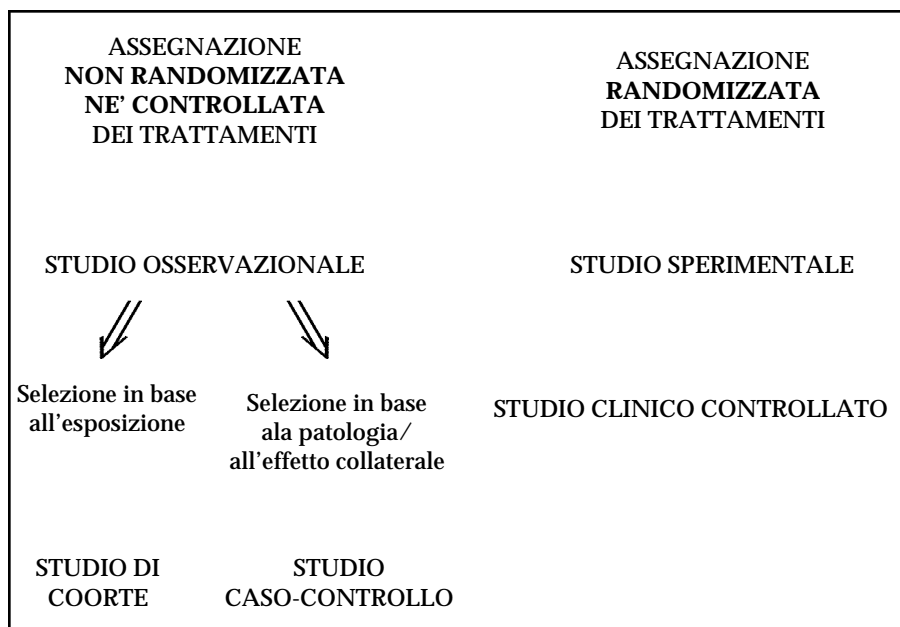 ASSEGNAZIONE
NON RANDOMIZZATA
NE' CONTROLLATA
DEI TRATTAMENTI
ASSEGNAZIONE
RANDOMIZZATA
DEI TRATTAMENTI
STUDIO OSSERVAZIONALE
STUDIO SPERIMENTALE
Selezione in base
all'esposizione
Selezione in base
ala patologia/
all'effetto collaterale
STUDIO CLINICO CONTROLLATO
STUDIO DI
COORTE
STUDIO
CASO-CONTROLLO